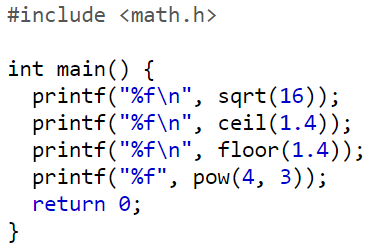 #include <math.h>
int main() {
  printf("%f\n", sqrt(16));
  printf("%f\n", ceil(1.4));
  printf("%f\n", floor(1.4));
  printf("%f", pow(4, 3));
  return 0;
}